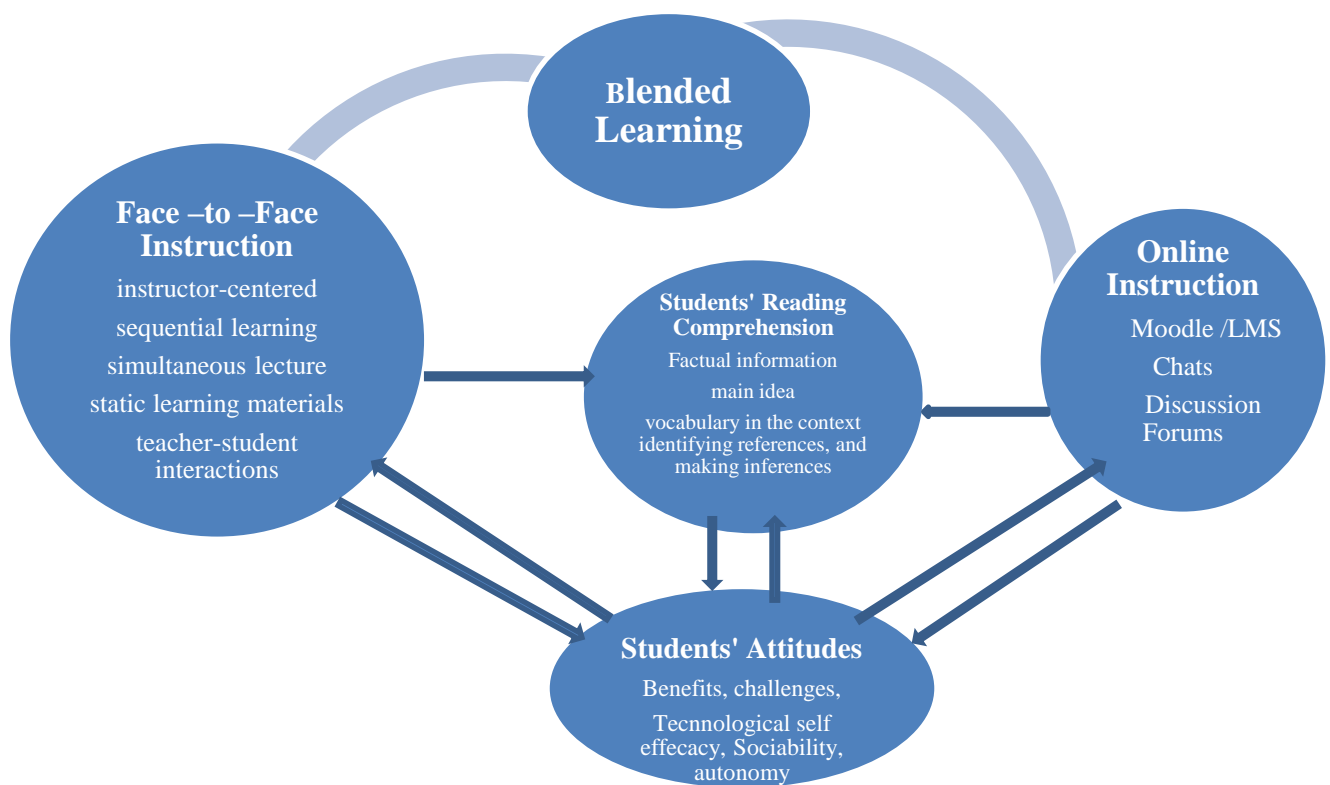 Blended
Learning
Face –to –Face
Instruction
instructor-centered
sequential learning
simultaneous lecture
static learning materials
teacher-student
interactions
Students' Reading
Comprehension
Factual information
main idea
vocabulary in the context
identifying references, and
making inferences
Online
Instruction
Moodle /LMS
Chats
Discussion
Forums
Students' Attitudes
Benefits, challenges,
Tecnnological self
effecacy, Sociability,
autonomy